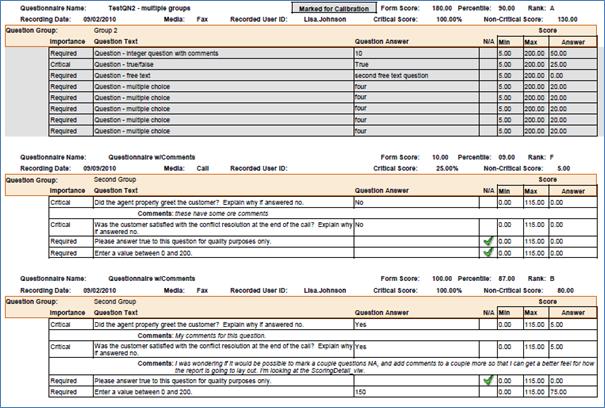 Questionnaire Name: TestQN2 - multiple groups Marked for Calibration Form Score: 180.00 Percentile: 90.00 Rank: A
Recording Date: 09/02/2010 Media: Fax Recorded User ID: Lisa.Johnson Critical Score: 100.00% Non-Critical Score: 130.00
Question Group: Group 2 Score
Importance Question Text Question Answer N/A Min Max Answer
Required Question - integer question with comments 10 5.00 200.00 50.00
Critical Question - true/false True 5.00 200.00 25.00
Required Question - free text second free text question 5.00 200.00 0.00
Required Question - multiple choice four 5.00 200.00 20.00
Required Question - multiple choice four 5.00 200.00 20.00
Required Question - multiple choice four 5.00 200.00 20.00
Required Question - multiple choice four 5.00 200.00 20.00
Questionnaire Name: Questionnaire w/Comments Form Score: 10.00 Percentile: 09.00 Rank: F
Recording Date: 09/09/2010 Media: Call Recorded User ID: Critical Score: 25.00% Non-Critical Score: 5.00
Question Group: Second Group Score
Importance Question Text Question Answer N/A Min Max Answer
Critical Did the agent properly greet the customer? Explain why if answered no. No 0.00 115.00 0.00
Comments: these have some ore comments
Critical Was the customer satisfied with the conflict resolution at the end of the call? Explain why No 0.00 115.00 0.00
if answered no.
Required Please answer true to this question for quality purposes only. 0.00 115.00 0.00
Required Enter a value between 0 and 200. 0.00 115.00 0.00
Questionnaire Name: Questionnaire w/Comments Form Score: 100.00 Percentile: 87.00 Rank: B
Recording Date: 09/02/2010 Media: Fax Recorded User ID: Lisa.Johnson Critical Score: 100.00% Non-Critical Score: 80.00
Question Group: Second Group Score
Importance Question Text Question Answer N/A Min Max Answer
Critical Did the agent properly greet the customer? Explain why if answered no. Yes 0.00 115.00 5.00
Comments: My comments for this question.
Critical Was the customer satisfied with the conflict resolution at the end of the call? Explain why Yes 0.00 115.00 5.00
if answered no.
Comments: I was wondering if it would be possible to mark a couple questions NA, and add comments to a couple more so that I can get a better feel for how
the report is going to lay out. I'm looking at the ScoringDetail_viw.
Required Please answer true to this question for quality purposes only. 0.00 115.00 0.00
Required Enter a value between 0 and 200. 150 0.00 115.00 75.00